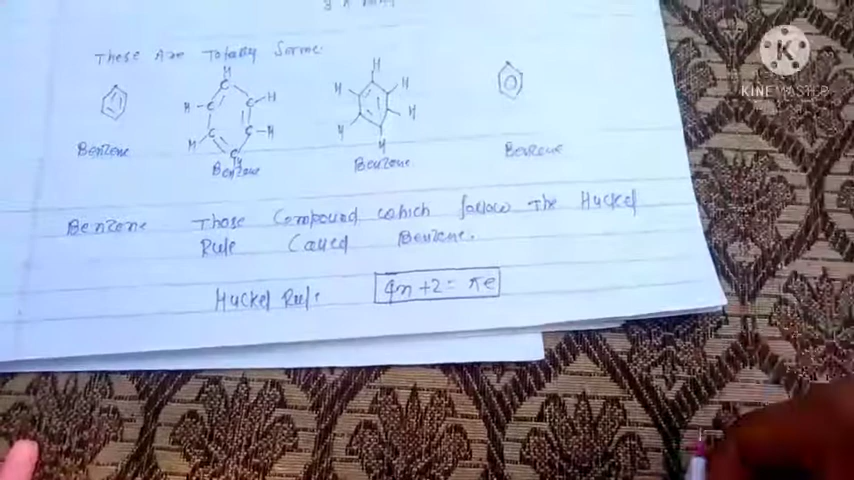 These Are Totally Same.
H
H C C H
H C C H
C
H
H
H H
H H
H
Benzene Benzene Benzene Benzene
Benzene Those Compound which follow The Huckel
Rule Called Benzene.
Huckel Rule 4n+2 = πe
K
KINEMASTER